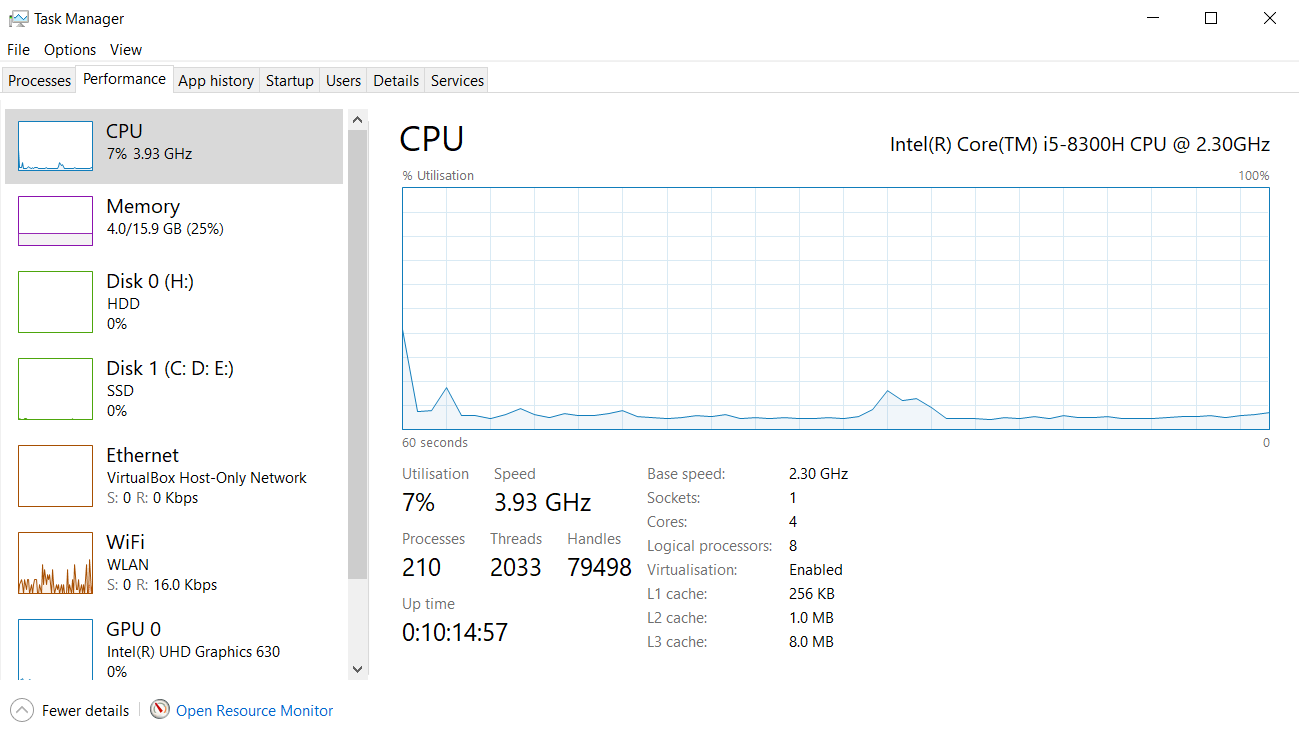 Task Manager
File Options View
Processes Performance App history Startup Users Details Services
CPU
7% 3.93 GHz
Memory
4.0/15.9 GB (25%)
Disk 0 (H:)
HDD
0%
Disk 1 (C: D: E:)
SSD
0%
Ethernet
VirtualBox Host-Only Network
S: 0 R: 0 Kbps
WiFi
WLAN
S: 0 R: 16.0 Kbps
GPU 0
Intel(R) UHD Graphics 630
0%
CPU
Intel(R) Core(TM) i5-8300H CPU @ 2.30GHz
% Utilisation 100%
60 seconds 0
Utilisation Speed
7% 3.93 GHz
Processes Threads Handles
210 2033 79498
Up time
0:10:14:57
Base speed: 2.30 GHz
Sockets: 1
Cores: 4
Logical processors: 8
Virtualisation: Enabled
L1 cache: 256 KB
L2 cache: 1.0 MB
L3 cache: 8.0 MB
Fewer details Open Resource Monitor